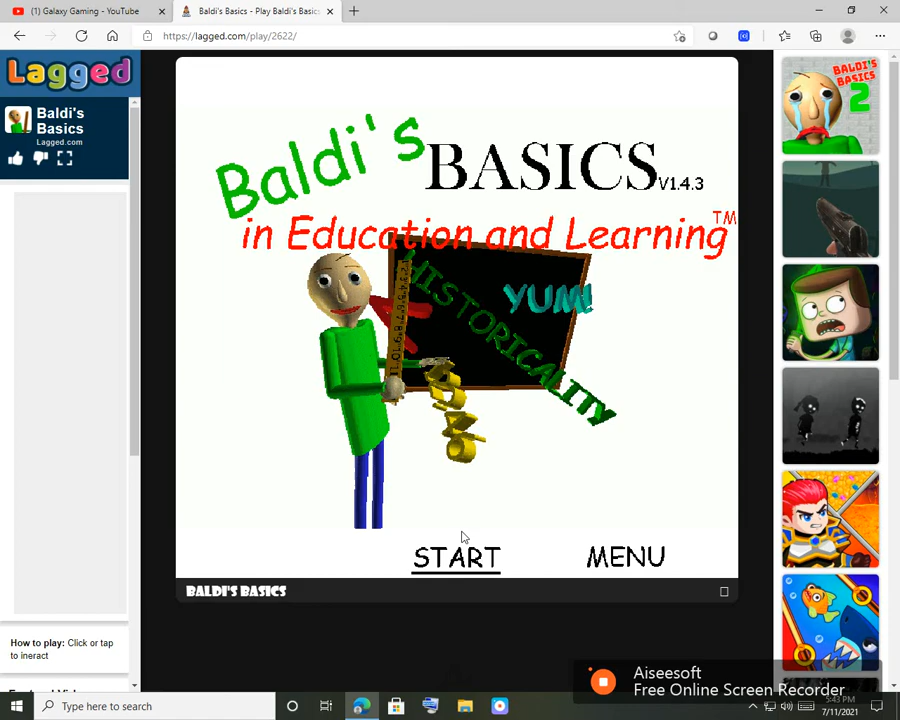 (1) Galaxy Gaming - YouTube
Baldi's Basics - Play Baldi's Basics
https://lagged.com/play/2622/
Lagged
Baldi's
Basics
Lagged.com
Baldi's BASICS V1.4.3
in Education and Learning™
HISTORICALITY
YUM!
START
MENU
BALDI'S BASICS
BALDI'S
BASICS
2
How to play: Click or tap
to ineract
Aiseesoft
Free Online Screen Recorder
5:43 PM
7/11/2021
Type here to search